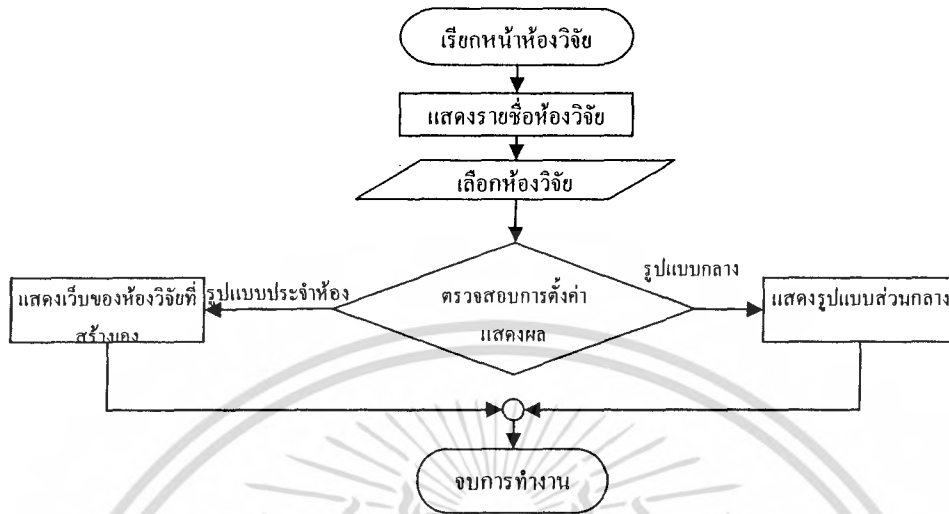 เรียกหน้าห้องวิจัย
แสดงรายชื่อห้องวิจัย
เลือกห้องวิจัย
ตรวจสอบการตั้งค่า
แสดงผล
รูปแบบประจำห้อง
รูปแบบกลาง
แสดงเว็บของห้องวิจัยที่
สร้างเอง
แสดงรูปแบบส่วนกลาง
จบการทำงาน